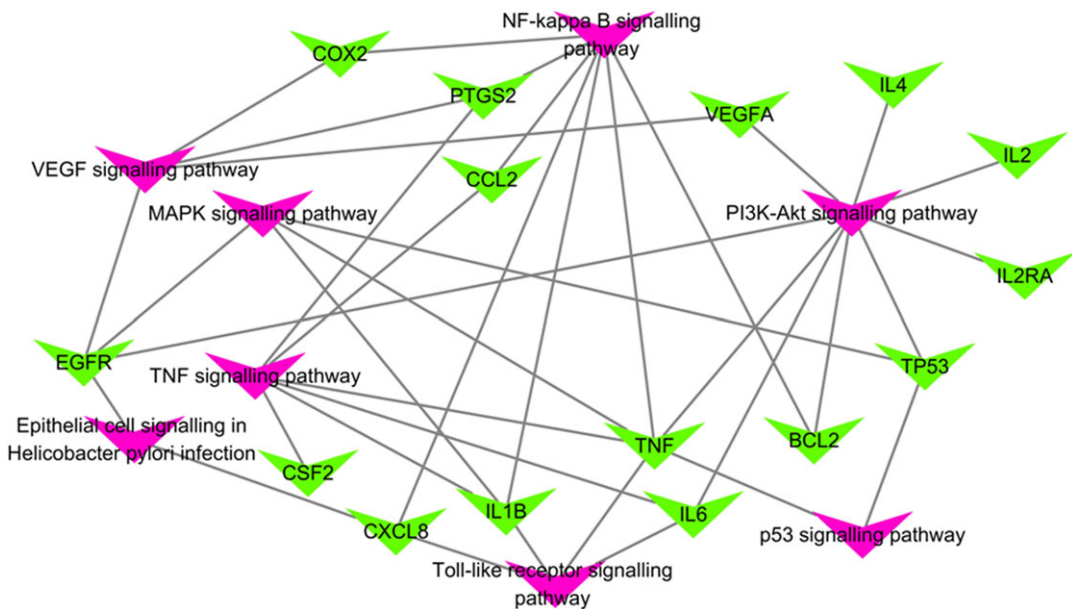 NF-kappa B signalling
pathway
COX2
PTGS2
IL4
VEGFA
IL2
VEGF signalling pathway
CCL2
MAPK signalling pathway
PI3K-Akt signalling pathway
IL2RA
EGFR
TNF signalling pathway
TP53
Epithelial cell signalling in
Helicobacter pylori infection
TNF
BCL2
CSF2
IL1B
IL6
CXCL8
p53 signalling pathway
Toll-like receptor signalling
pathway